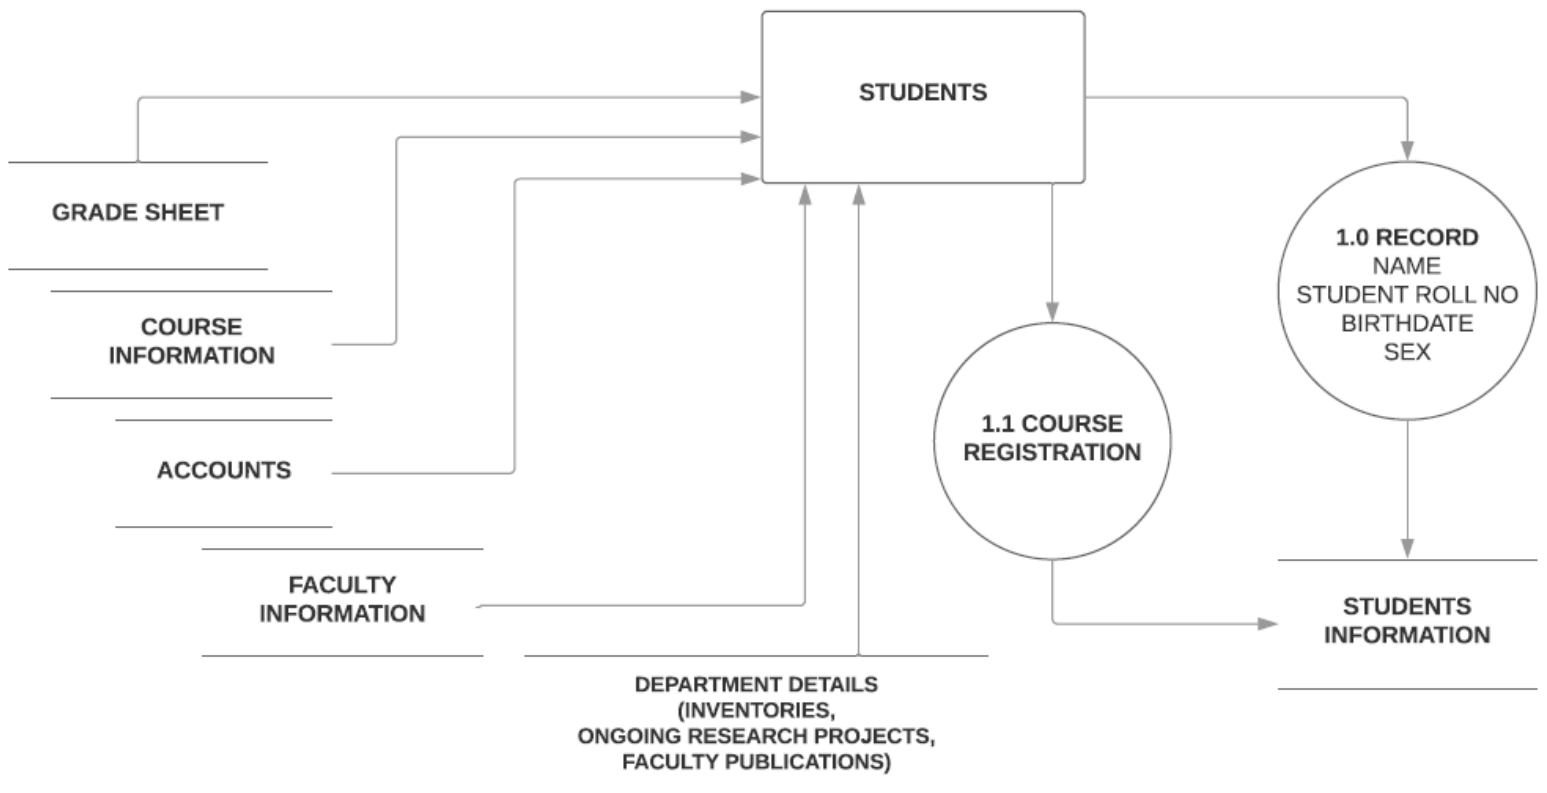 STUDENTS
GRADE SHEET
COURSE
INFORMATION
ACCOUNTS
FACULTY
INFORMATION
DEPARTMENT DETAILS
(INVENTORIES,
ONGOING RESEARCH PROJECTS,
FACULTY PUBLICATIONS)
1.1 COURSE
REGISTRATION
1.0 RECORD
NAME
STUDENT ROLL NO
BIRTHDATE
SEX
STUDENTS
INFORMATION